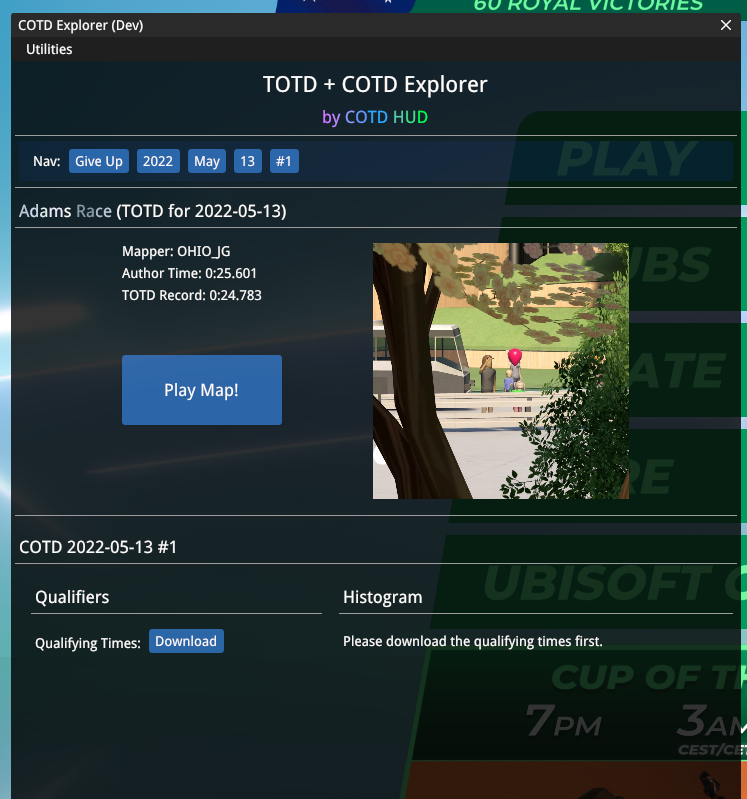 60 ROYAL VICTORIES
COTD Explorer (Dev)
Utilities
TOTD + COTD Explorer
by COTD HUD
Nav: Give Up 2022 May 13 #1
PLAY
Adams Race (TOTD for 2022-05-13)
Mapper: OHIO_JG
Author Time: 0:25.601
TOTD Record: 0:24.783
UBS
ATE
Play Map!
RE
COTD 2022-05-13 #1
UBISOFT C
Qualifiers
Histogram
Qualifying Times: Download
Please download the qualifying times first.
CUP OF TH
7PM
3AM
CEST/CET